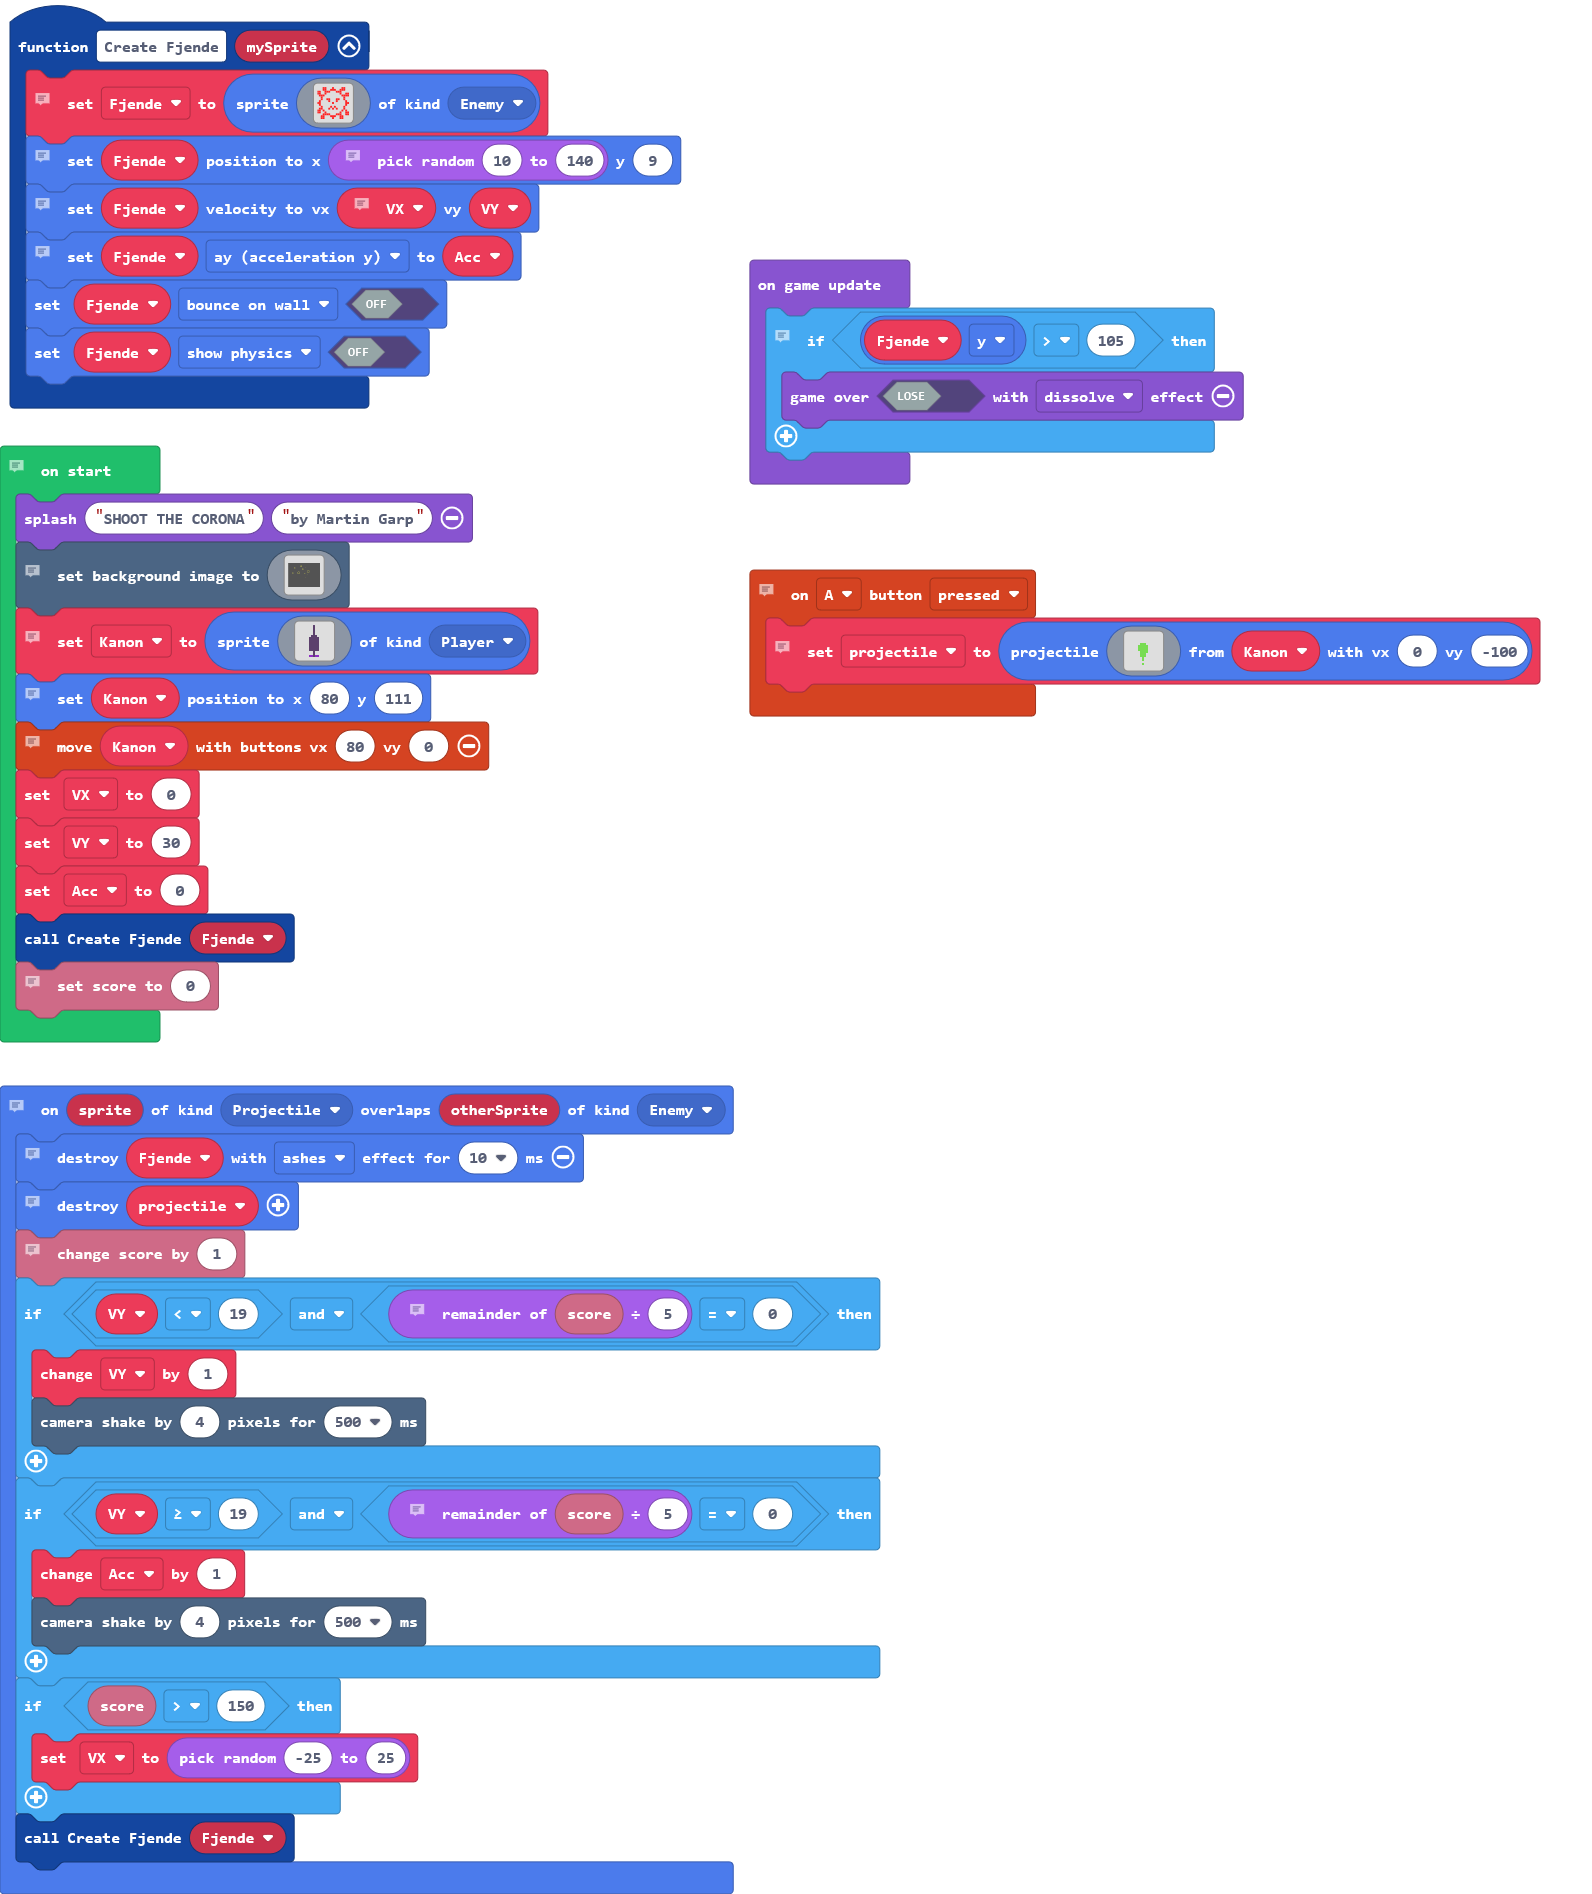 function Create Fjende mySprite
set Fjende to sprite of kind Enemy
set Fjende position to x pick random 10 to 140 y 9
set Fjende velocity to vx VX vy VY
set Fjende ay (acceleration y) to Acc
set Fjende bounce on wall OFF
set Fjende show physics OFF
on start
splash "SHOOT THE CORONA" "by Martin Garp"
set background image to
set Kanon to sprite of kind Player
set Kanon position to x 80 y 111
move Kanon with buttons vx 80 vy 0
set VX to 0
set VY to 30
set Acc to 0
call Create Fjende Fjende
set score to 0
on game update
if Fjende y > 105 then
game over LOSE with dissolve effect
on A button pressed
set projectile to projectile from Kanon with vx 0 vy -100
on sprite of kind Projectile overlaps otherSprite of kind Enemy
destroy Fjende with ashes effect for 10 ms
destroy projectile
change score by 1
if VY < 19 and remainder of score ÷ 5 = 0 then
change VY by 1
camera shake by 4 pixels for 500 ms
if VY ≥ 19 and remainder of score ÷ 5 = 0 then
change Acc by 1
camera shake by 4 pixels for 500 ms
if score > 150 then
set VX to pick random -25 to 25
call Create Fjende Fjende